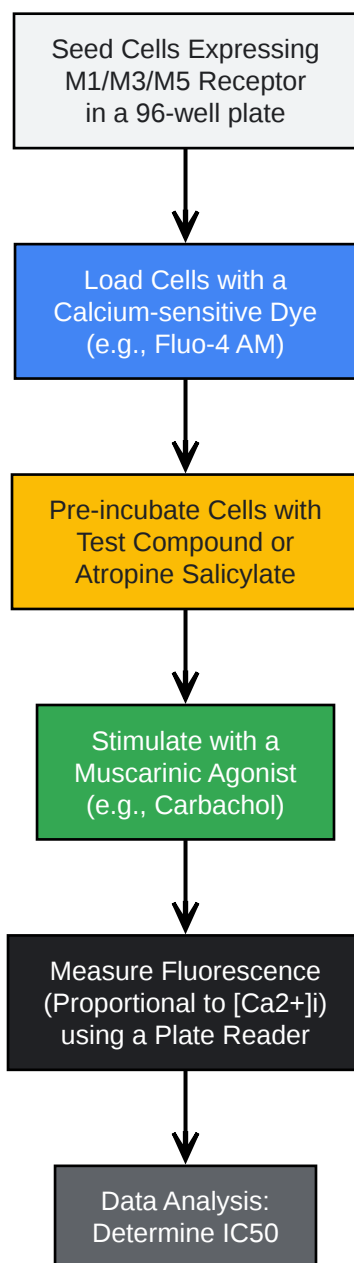 Seed Cells Expressing
M1/M3/M5 Receptor
in a 96-well plate
Load Cells with a
Calcium-sensitive Dye
(e.g., Fluo-4 AM)
Pre-incubate Cells with
Test Compound or
Atropine Salicylate
Stimulate with a
Muscarinic Agonist
(e.g., Carbachol)
Measure Fluorescence
(Proportional to [Ca2+]i)
using a Plate Reader
Data Analysis:
Determine IC50